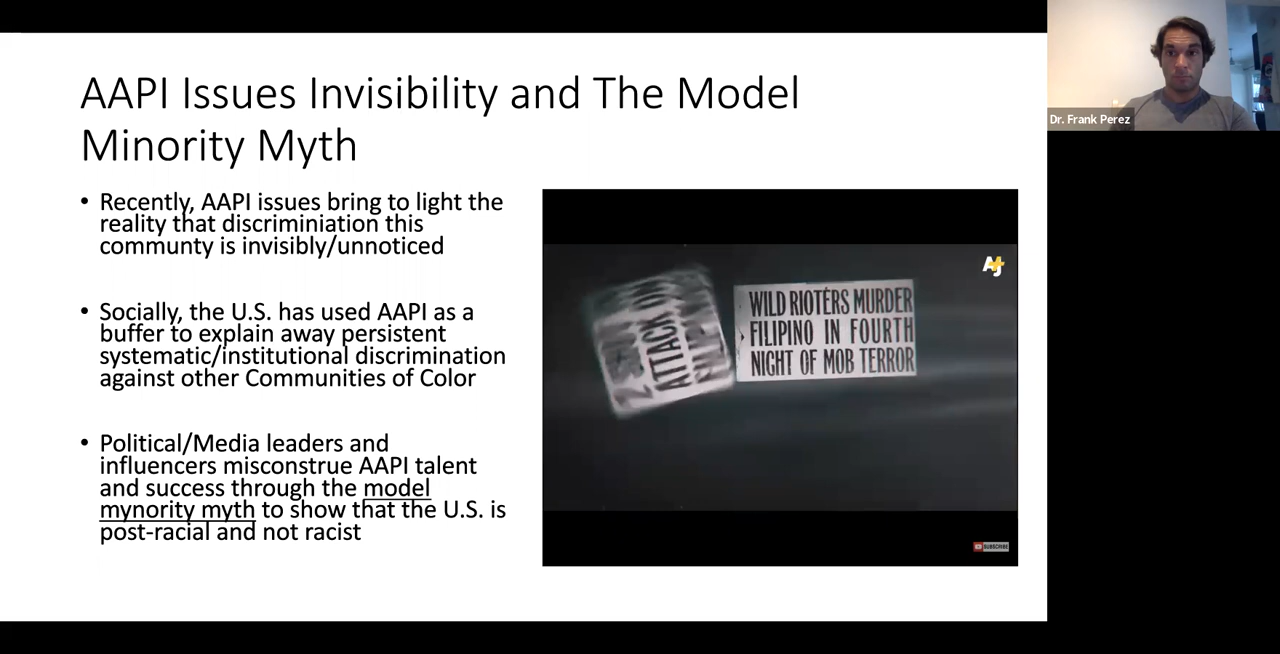 AAPI Issues Invisibility and The Model
Minority Myth
• Recently, AAPI issues bring to light the
reality that discriminiation this
communty is invisibly/unnoticed
• Socially, the U.S. has used AAPI as a
buffer to explain away persistent
systematic/institutional discrimination
against other Communities of Color
• Political/Media leaders and
influencers misconstrue AAPI talent
and success through the model
mynority myth to show that the U.S. is
post-racial and not racist
AJ+
ATTACK ON
WILD RIOTERS MURDER
FILIPINO IN FOURTH
NIGHT OF MOB TERROR
SUBSCRIBE
Dr. Frank Perez